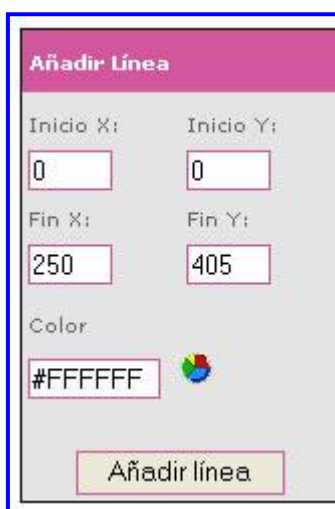 Añadir Línea
Inicio X: Inicio Y:
0 0
Fin X: Fin Y:
250 405
Color
#FFFFFF
Añadir línea